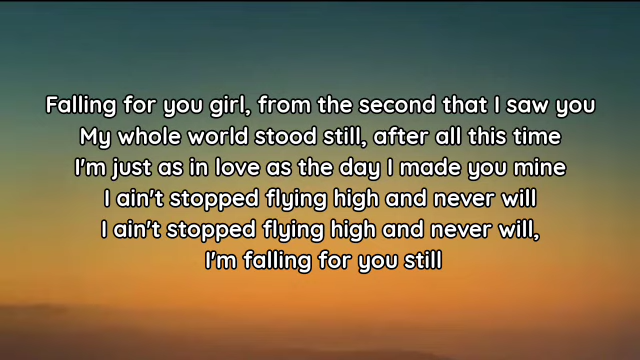 Falling for you girl, from the second that I saw you
My whole world stood still, after all this time
I'm just as in love as the day I made you mine
I ain't stopped flying high and never will
I ain't stopped flying high and never will,
I'm falling for you still